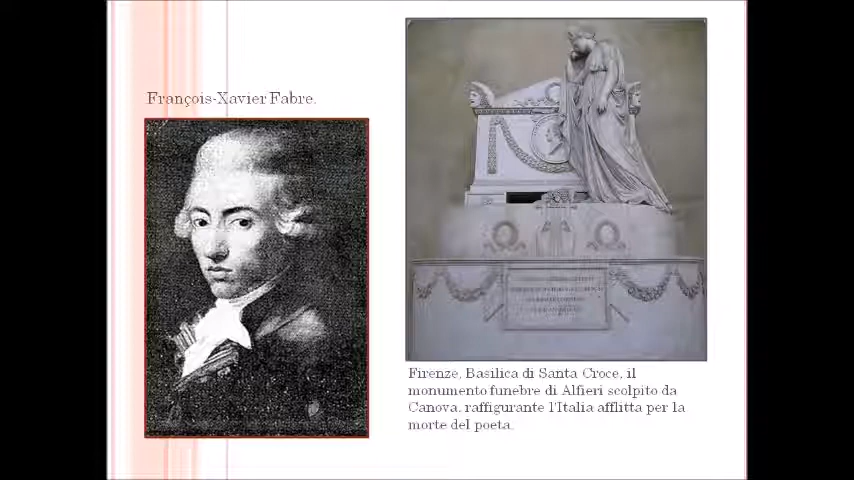 François-Xavier Fabre.
Firenze, Basilica di Santa Croce, il
monumento funebre di Alfieri scolpito da
Canova, raffigurante l'Italia afflitta per la
morte del poeta.